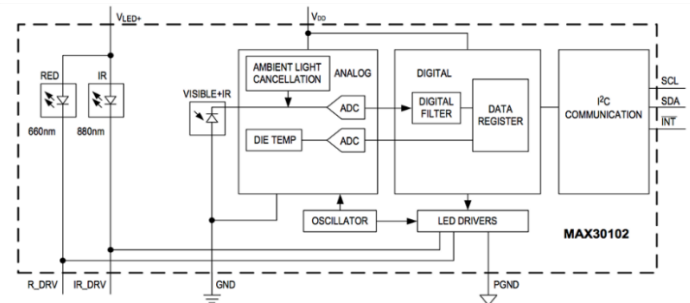 VLED+
VDD
RED
IR
660nm
880nm
VISIBLE+IR
AMBIENT LIGHT
CANCELLATION
ANALOG
ADC
DIE TEMP
ADC
DIGITAL
DIGITAL
FILTER
DATA
REGISTER
I2C
COMMUNICATION
SCL
SDA
INT
OSCILLATOR
LED DRIVERS
MAX30102
R_DRV
IR_DRV
GND
PGND